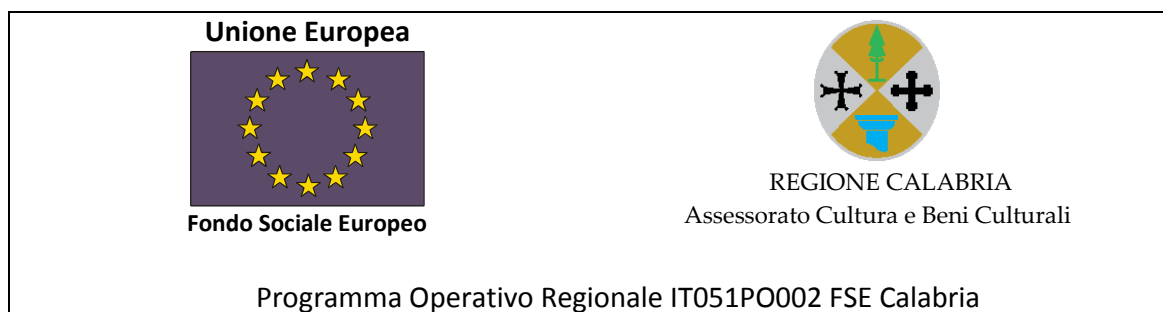 Unione Europea
Fondo Sociale Europeo
REGIONE CALABRIA
Assessorato Cultura e Beni Culturali
Programma Operativo Regionale IT051PO002 FSE Calabria